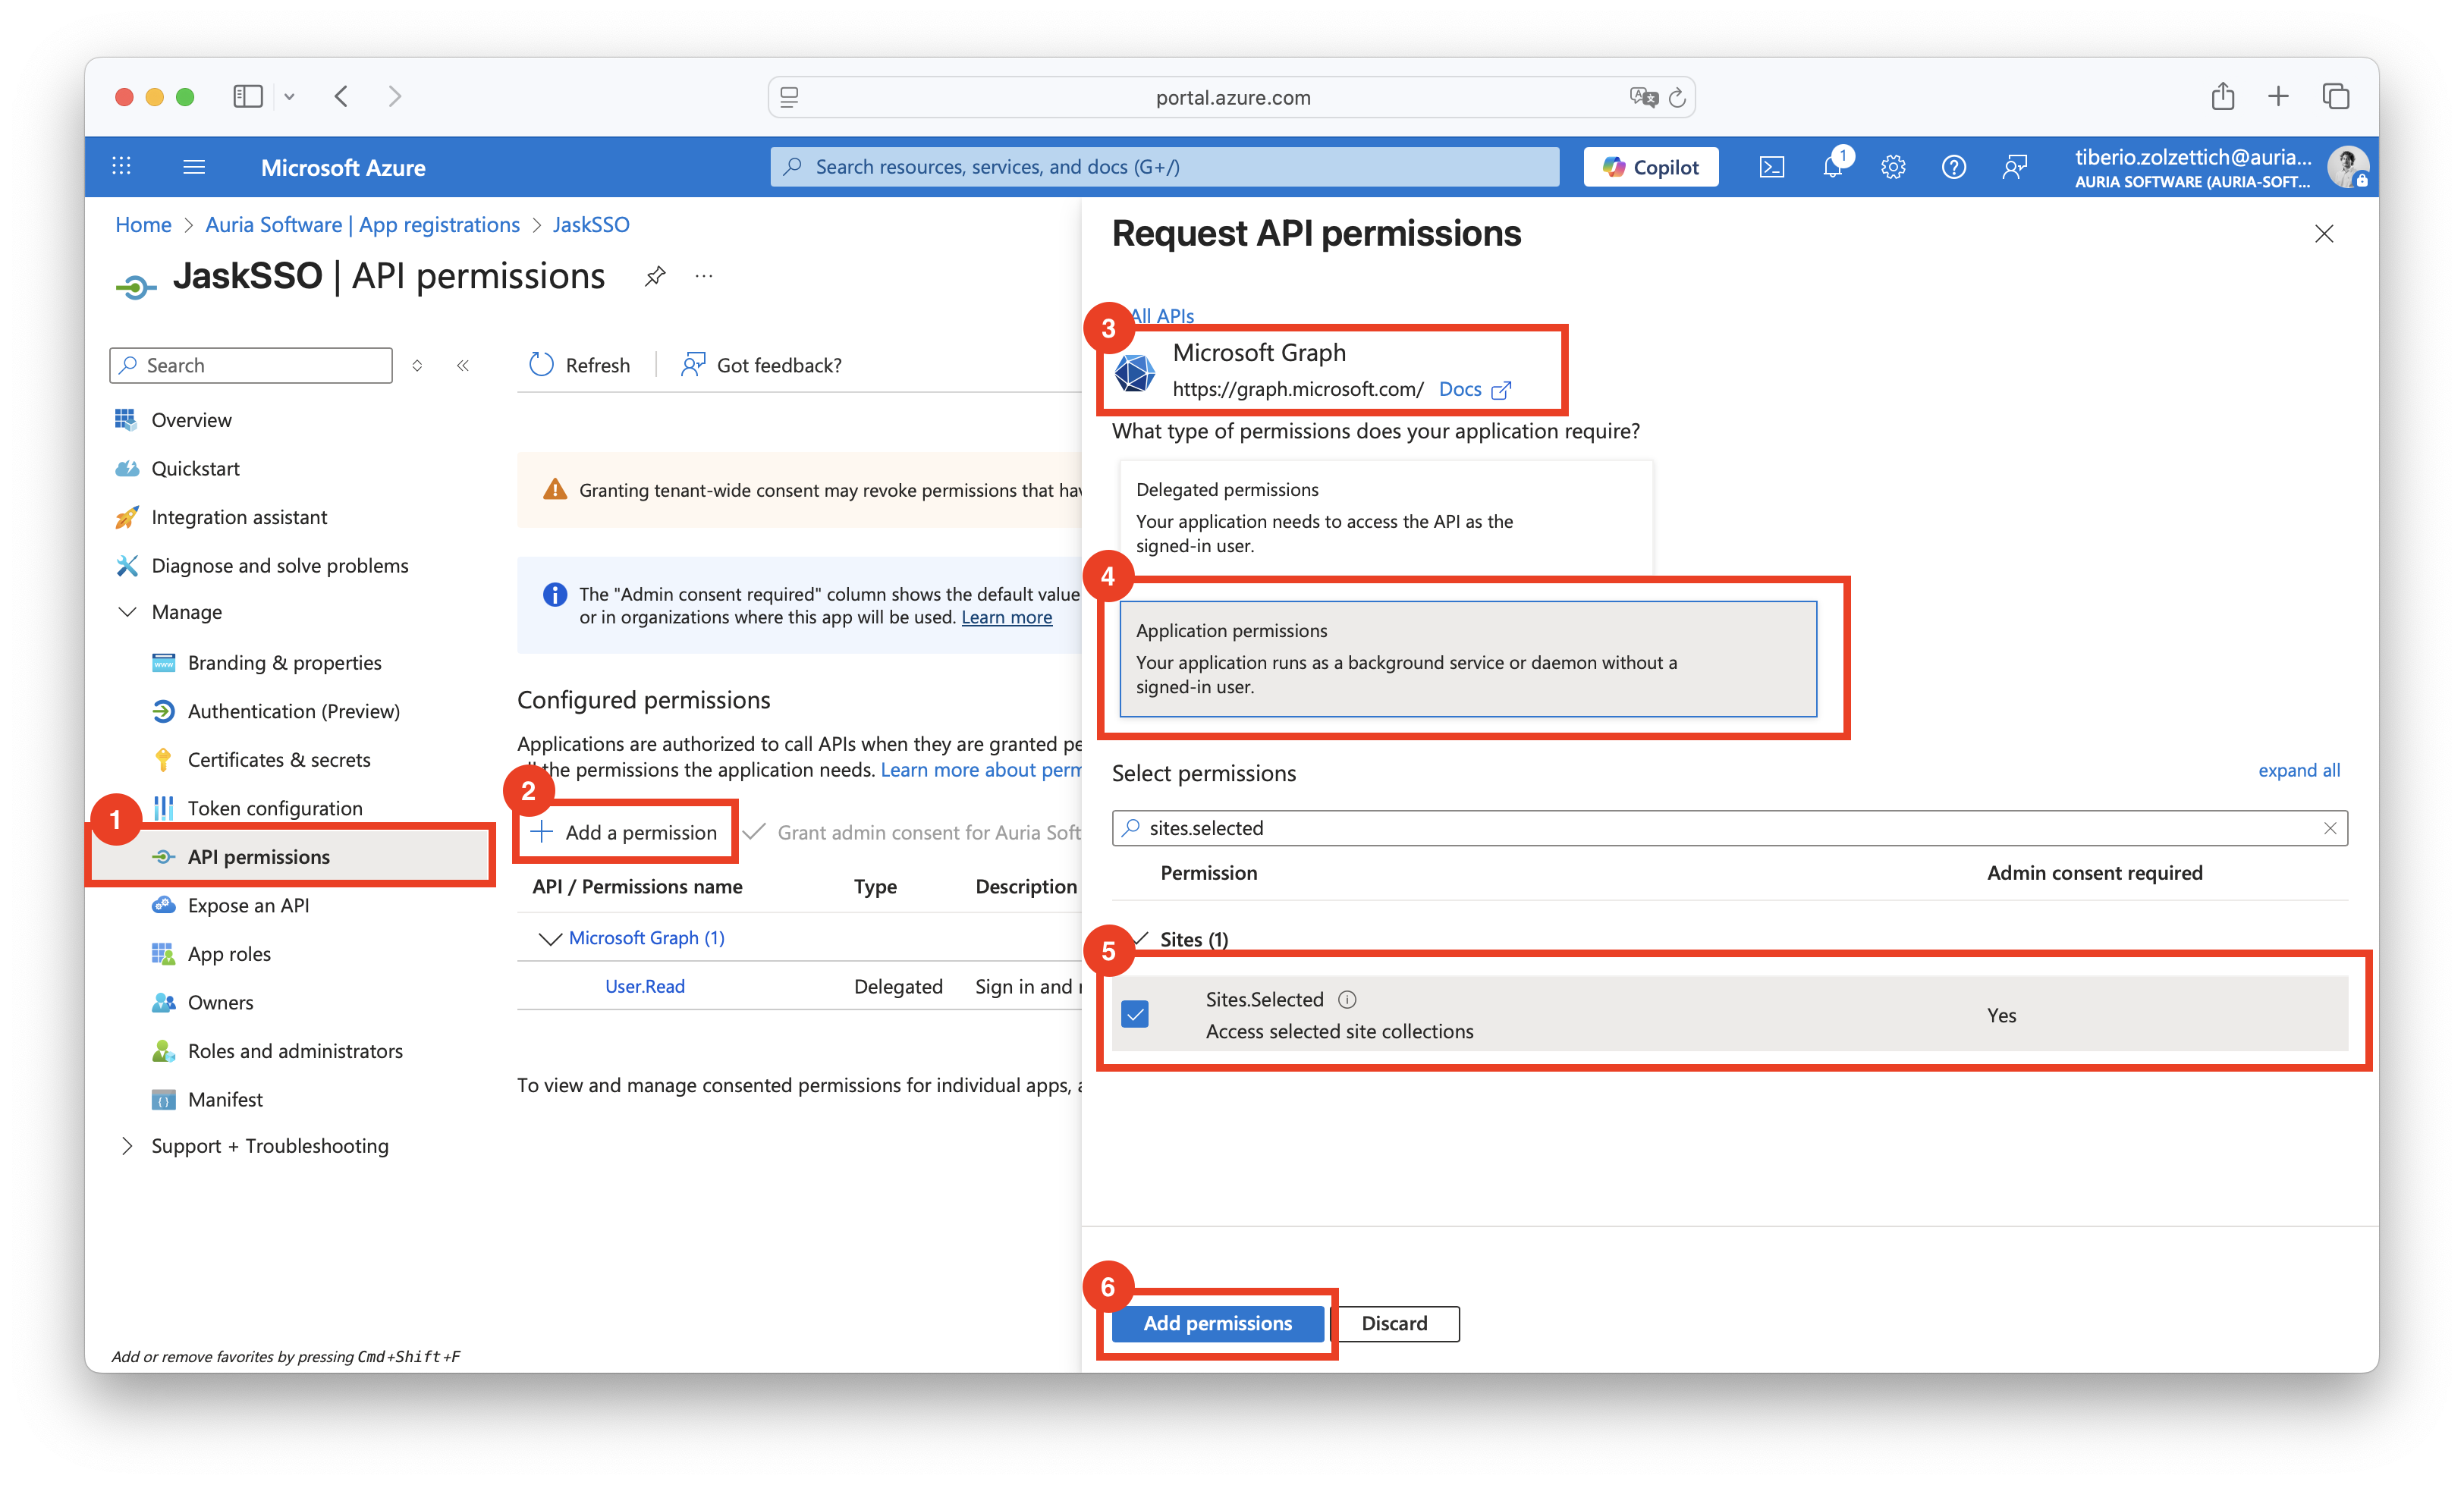 portal.azure.com
Microsoft Azure
Search resources, services, and docs (G+/)
Copilot
1
tiberio.zolzettich@auria...
AURIA SOFTWARE (AURIA-SOFT...
Home > Auria Software | App registrations > JaskSSO
JaskSSO | API permissions
...
Search
Refresh
Got feedback?
Overview
Quickstart
Integration assistant
Diagnose and solve problems
Manage
Branding & properties
Authentication (Preview)
Certificates & secrets
Token configuration
1
API permissions
Expose an API
App roles
Owners
Roles and administrators
Manifest
Support + Troubleshooting
Add or remove favorites by pressing Cmd+Shift+F
Granting tenant-wide consent may revoke permissions that
The "Admin consent required" column shows the default value
or in organizations where this app will be used. Learn more
Configured permissions
Applications are authorized to call APIs when they are granted
the permissions the application needs. Learn more about
2
Add a permission
Grant admin consent for Auria Soft
API / Permissions name Type Description
Microsoft Graph (1)
User.Read Delegated Sign in and
To view and manage consented permissions for individual apps,
Request API permissions
All APIs
3
Microsoft Graph
https://graph.microsoft.com/ Docs
What type of permissions does your application require?
Delegated permissions
Your application needs to access the API as the
signed-in user.
4
Application permissions
Your application runs as a background service or daemon without a
signed-in user.
Select permissions
expand all
sites.selected
Permission Admin consent required
Sites (1)
5
Sites.Selected
Access selected site collections
Yes
6
Add permissions
Discard